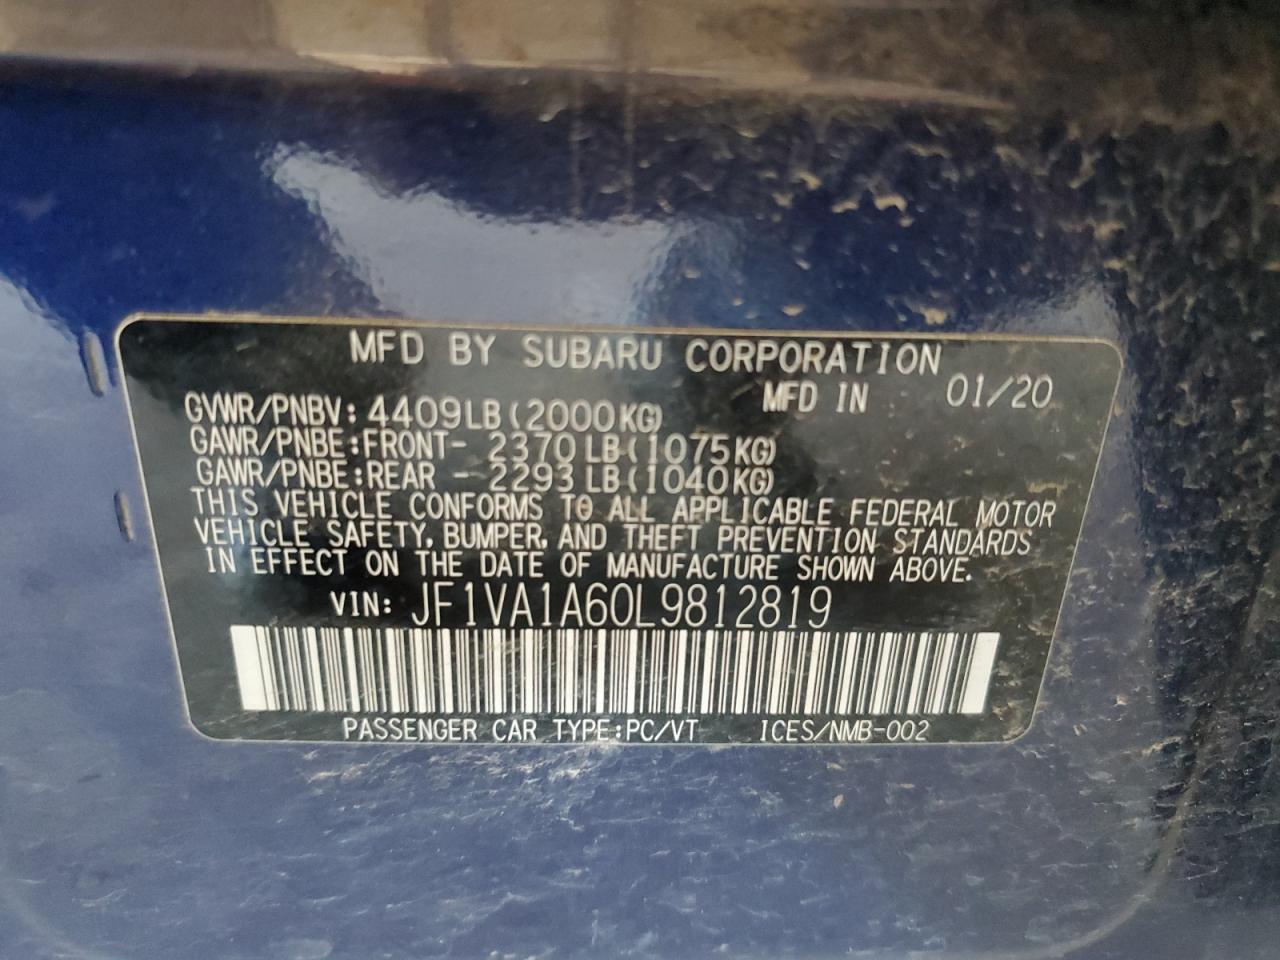 MFD BY SUBARU CORPORATION
MFD IN 01/20
GVWR/PNBV: 4409LB(2000KG)
GAWR/PNBE:FRONT- 2370LB(1075KG)
GAWR/PNBE:REAR - 2293LB(1040KG)
THIS VEHICLE CONFORMS TO ALL APPLICABLE FEDERAL MOTOR
VEHICLE SAFETY, BUMPER, AND THEFT PREVENTION STANDARDS
IN EFFECT ON THE DATE OF MANUFACTURE SHOWN ABOVE.
VIN: JF1VA1A60L9812819
PASSENGER CAR TYPE:PC/VT ICES/NMB-002